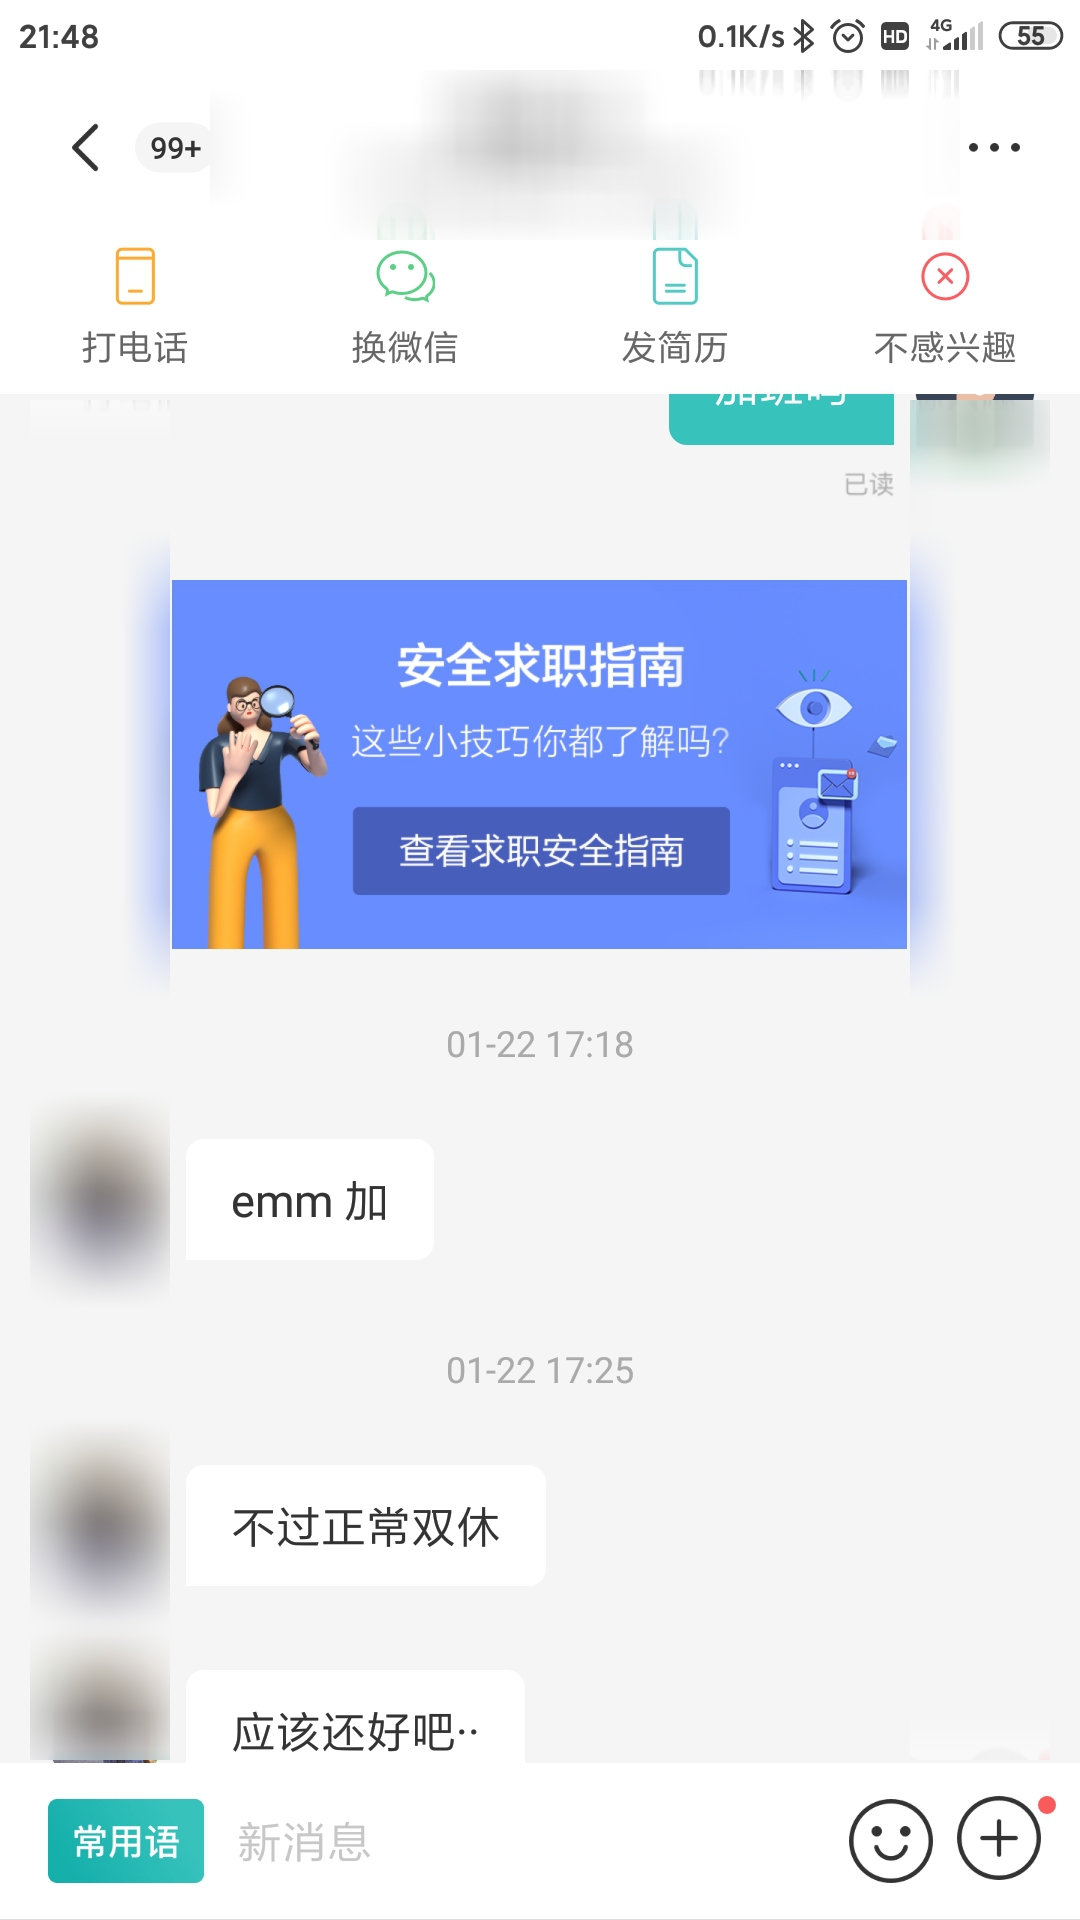 21:48
0.1K/s HD 4G 55
99+
打电话
换微信
发简历
不感兴趣
加班吗
已读
安全求职指南
这些小技巧你都了解吗?
查看求职安全指南
01-22 17:18
emm 加
01-22 17:25
不过正常双休
应该还好吧··
常用语
新消息